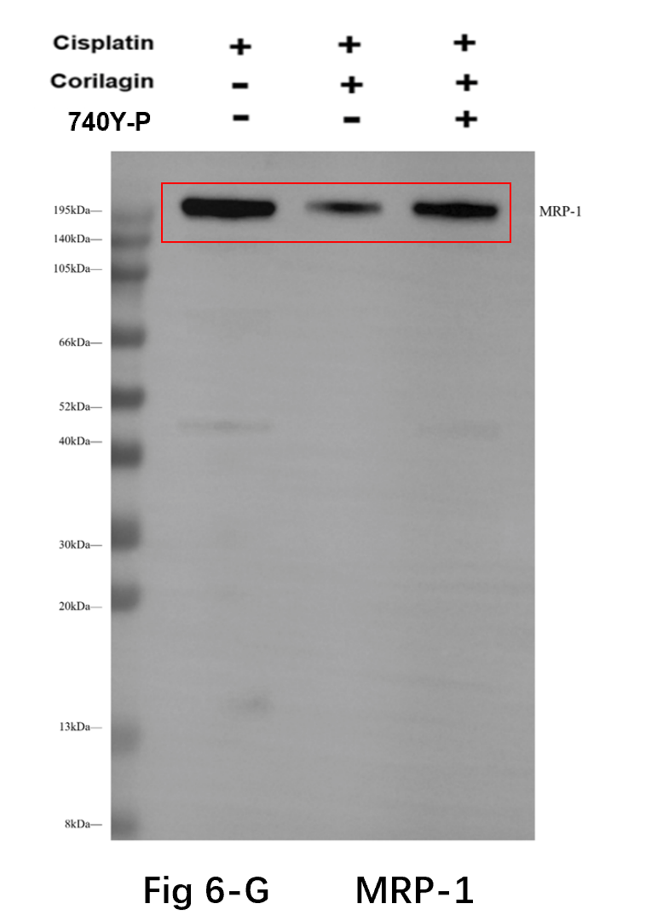 Cisplatin + + +
Corilagin - + +
740Y-P - - +
195kDa—
MRP-1
140kDa—
105kDa—
66kDa—
52kDa—
40kDa—
30kDa—
20kDa—
13kDa—
8kDa—
Fig 6-G MRP-1